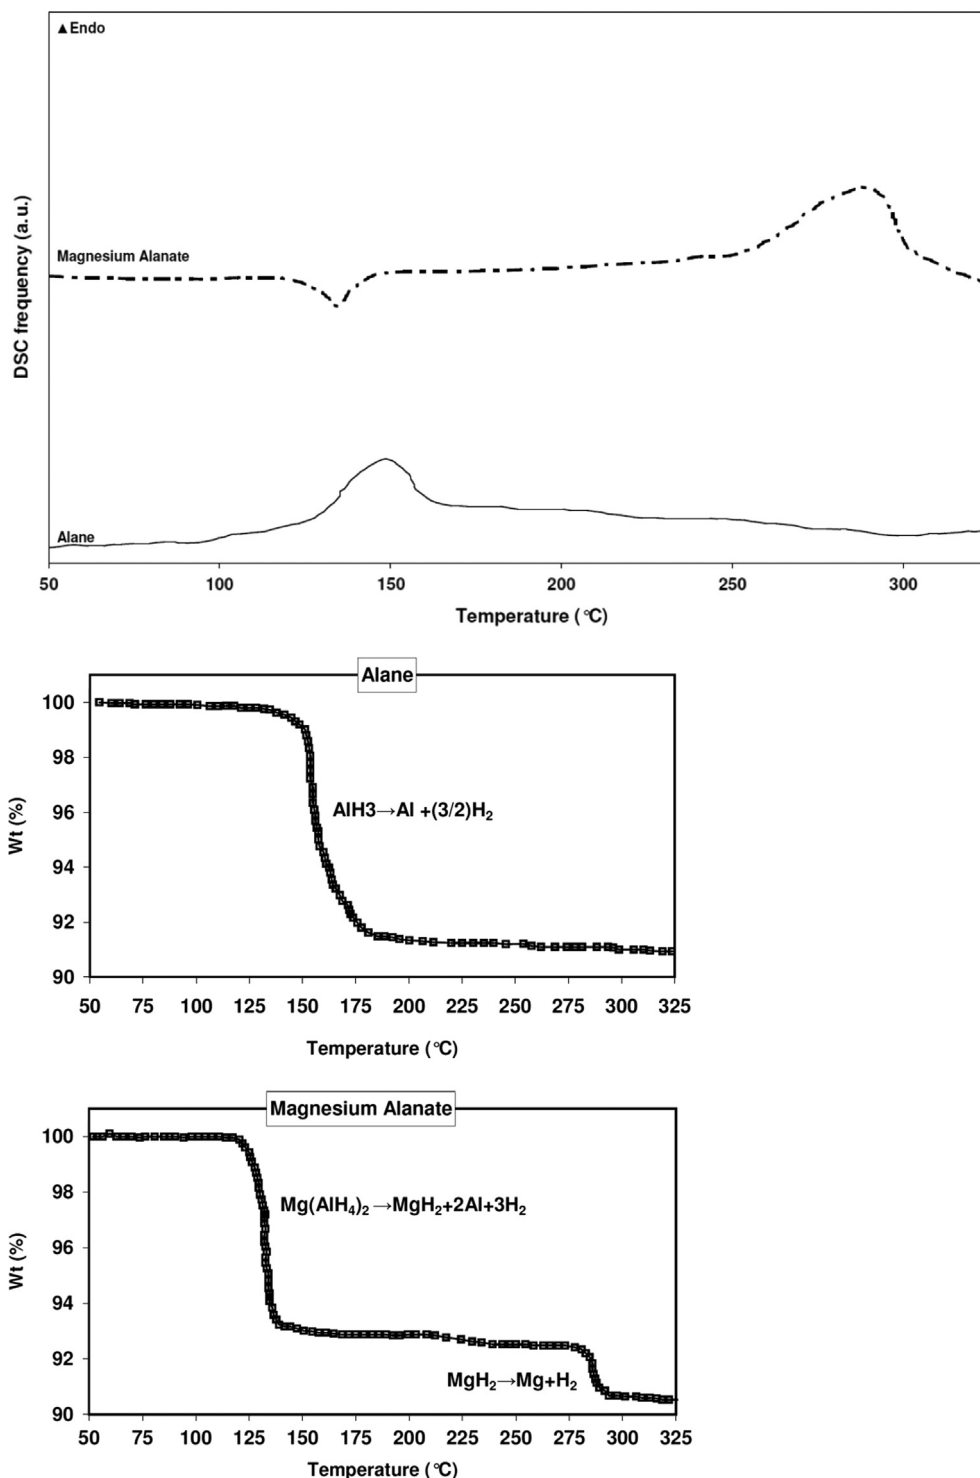 ▲Endo
DSC frequency (a.u.)
Magnesium Alanate
Alane
50 100 150 200 250 300
Temperature (°C)
Alane
100
98
96
94
92
90
Wt (%)
AlH3→Al +(3/2)H₂
50 75 100 125 150 175 200 225 250 275 300 325
Temperature (°C)
Magnesium Alanate
100
98
96
94
92
90
Wt (%)
Mg(AlH₄)₂→MgH₂+2Al+3H₂
MgH₂→Mg+H₂
50 75 100 125 150 175 200 225 250 275 300 325
Temperature (°C)